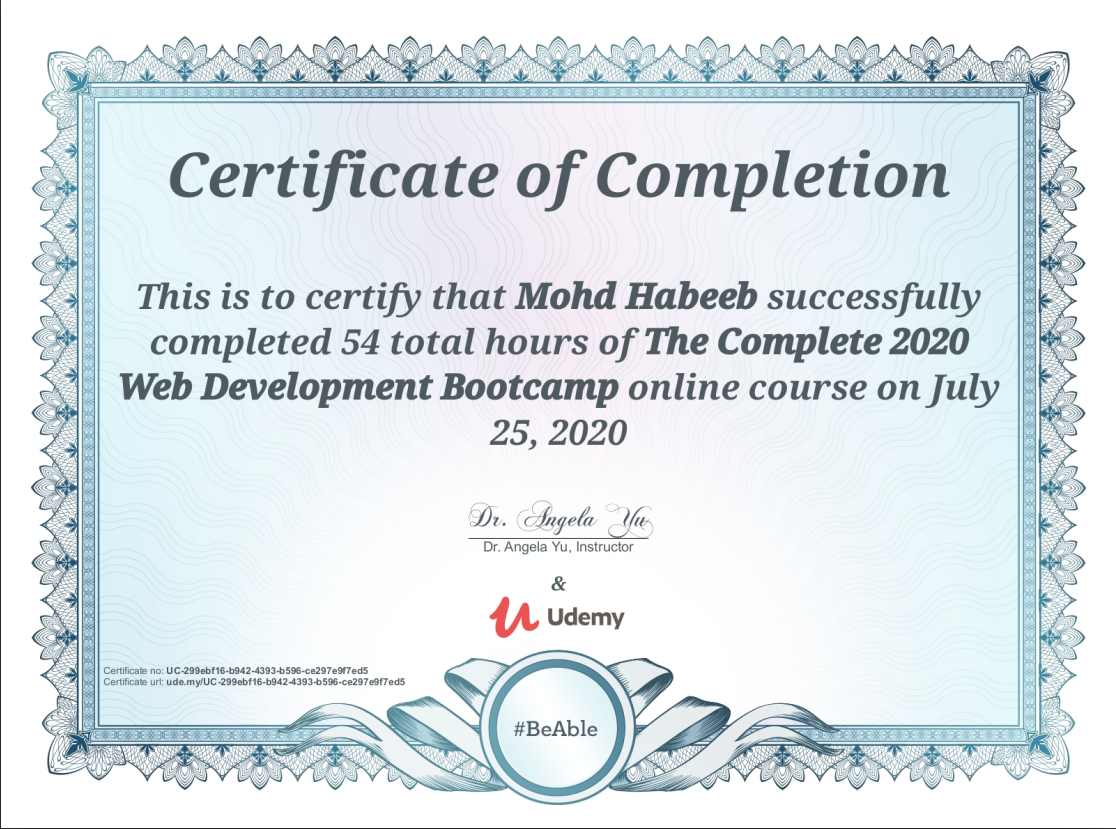 Certificate of Completion
This is to certify that Mohd Habeeb successfully
completed 54 total hours of The Complete 2020
Web Development Bootcamp online course on July
25, 2020
Dr. Angela Yu
Dr. Angela Yu, Instructor
&
Udemy
Certificate no: UC-299ebf16-b942-4393-b596-ce297e9f7ed5
Certificate url: ude.my/UC-299ebf16-b942-4393-b596-ce297e9f7ed5
#BeAble